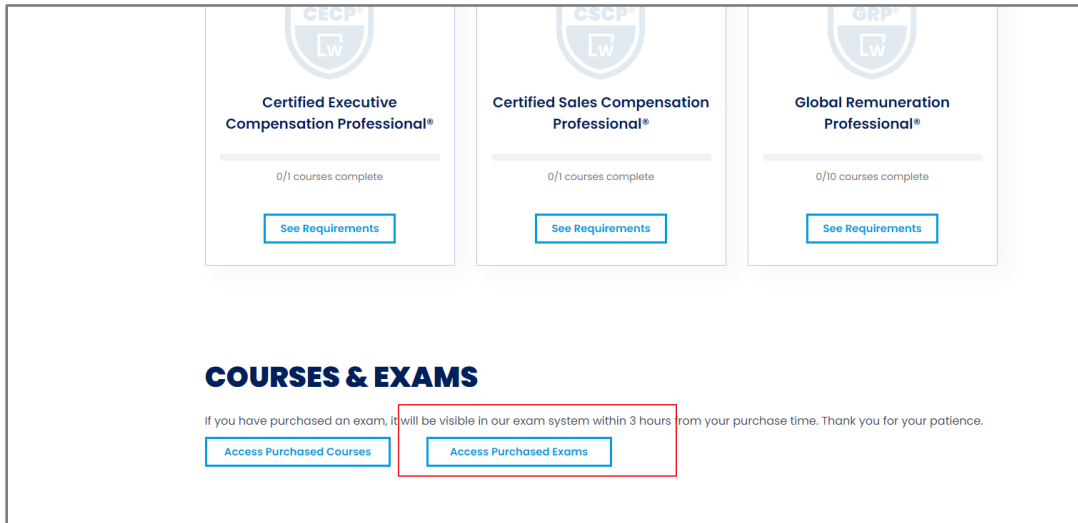 CECP®
CSCP®
GRP®
W
W
W
Certified Executive
Compensation Professional®
Certified Sales Compensation
Professional®
Global Remuneration
Professional®
0/1 courses complete
0/1 courses complete
0/10 courses complete
See Requirements
See Requirements
See Requirements
COURSES & EXAMS
If you have purchased an exam, it will be visible in our exam system within 3 hours from your purchase time. Thank you for your patience.
Access Purchased Courses
Access Purchased Exams